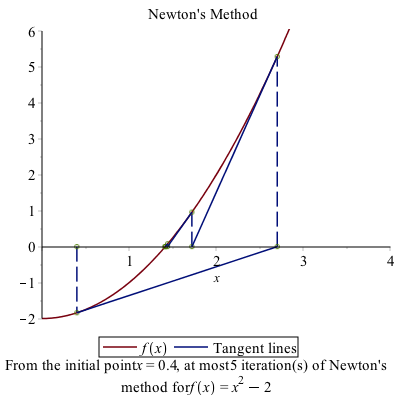 Newton's Method
6
5
4
3
2
1
0
−1
−2
1 2 3 4
x
f(x) Tangent lines
From the initial pointx = 0.4, at most5 iteration(s) of Newton's
method forf(x) = x² − 2